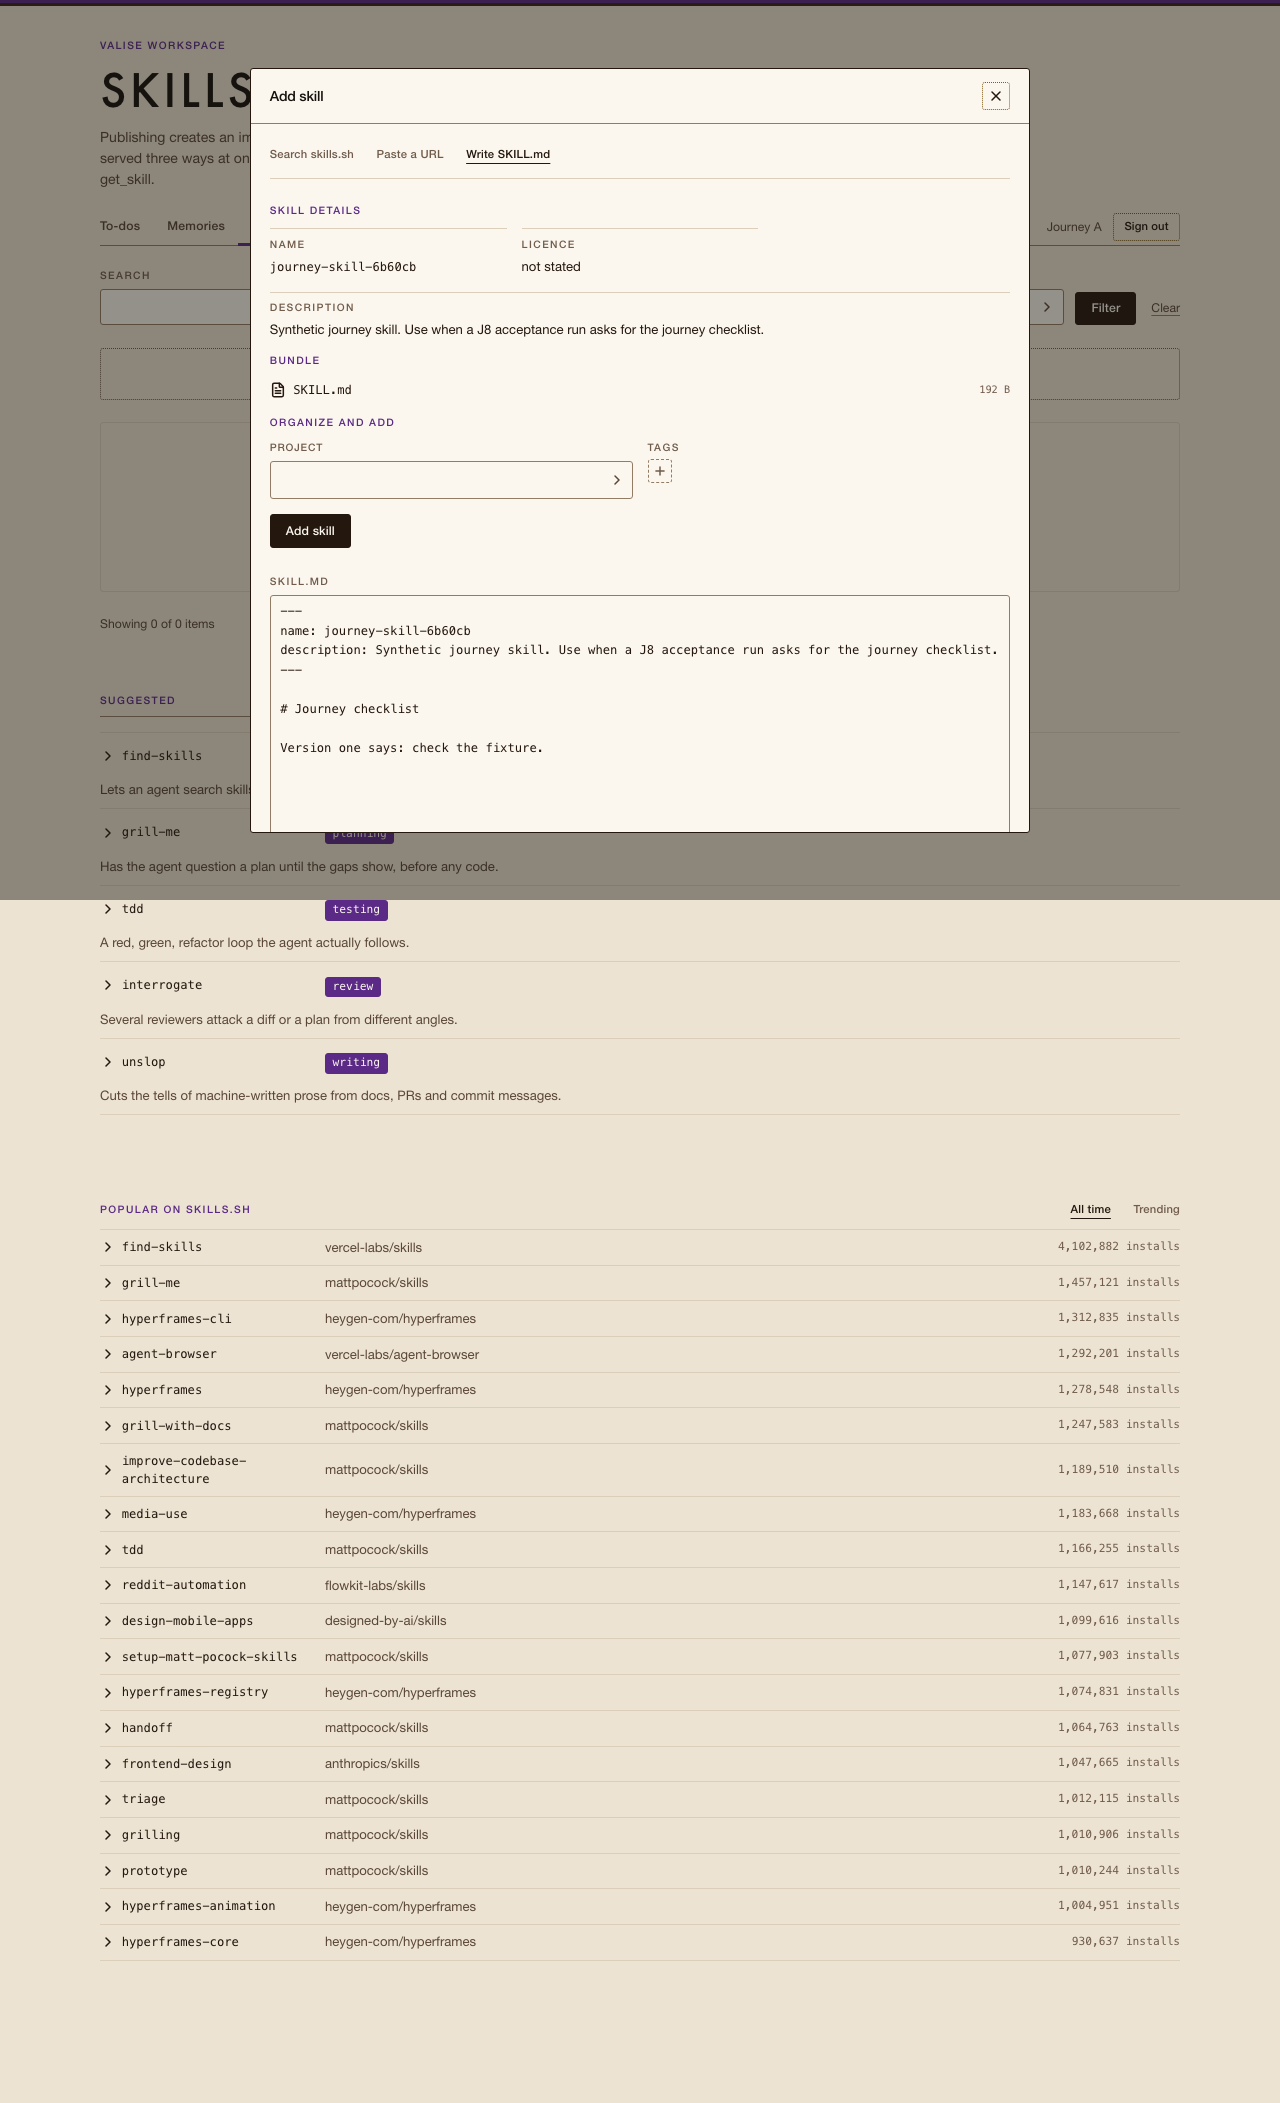 VALISE WORKSPACE
SKILLS
Publishing creates an im
served three ways at on
get_skill.
To-dos Memories Journey A Sign out
SEARCH
Filter Clear
Showing 0 of 0 items
SUGGESTED
find-skills
Lets an agent search skills
grill-me planning
Has the agent question a plan until the gaps show, before any code.
tdd testing
A red, green, refactor loop the agent actually follows.
interrogate review
Several reviewers attack a diff or a plan from different angles.
unslop writing
Cuts the tells of machine-written prose from docs, PRs and commit messages.
Add skill
Search skills.sh Paste a URL Write SKILL.md
SKILL DETAILS
NAME LICENCE
journey-skill-6b60cb not stated
DESCRIPTION
Synthetic journey skill. Use when a J8 acceptance run asks for the journey checklist.
BUNDLE
SKILL.md 192 B
ORGANIZE AND ADD
PROJECT TAGS
Add skill
SKILL.MD
---
name: journey-skill-6b60cb
description: Synthetic journey skill. Use when a J8 acceptance run asks for the journey checklist.
---
# Journey checklist
Version one says: check the fixture.
POPULAR ON SKILLS.SH All time Trending
find-skills vercel-labs/skills 4,102,882 installs
grill-me mattpocock/skills 1,457,121 installs
hyperframes-cli heygen-com/hyperframes 1,312,835 installs
agent-browser vercel-labs/agent-browser 1,292,201 installs
hyperframes heygen-com/hyperframes 1,278,548 installs
grill-with-docs mattpocock/skills 1,247,583 installs
improve-codebase-
architecture mattpocock/skills 1,189,510 installs
media-use heygen-com/hyperframes 1,183,668 installs
tdd mattpocock/skills 1,166,255 installs
reddit-automation flowkit-labs/skills 1,147,617 installs
design-mobile-apps designed-by-ai/skills 1,099,616 installs
setup-matt-pocock-skills mattpocock/skills 1,077,903 installs
hyperframes-registry heygen-com/hyperframes 1,074,831 installs
handoff mattpocock/skills 1,064,763 installs
frontend-design anthropics/skills 1,047,665 installs
triage mattpocock/skills 1,012,115 installs
grilling mattpocock/skills 1,010,906 installs
prototype mattpocock/skills 1,010,244 installs
hyperframes-animation heygen-com/hyperframes 1,004,951 installs
hyperframes-core heygen-com/hyperframes 930,637 installs